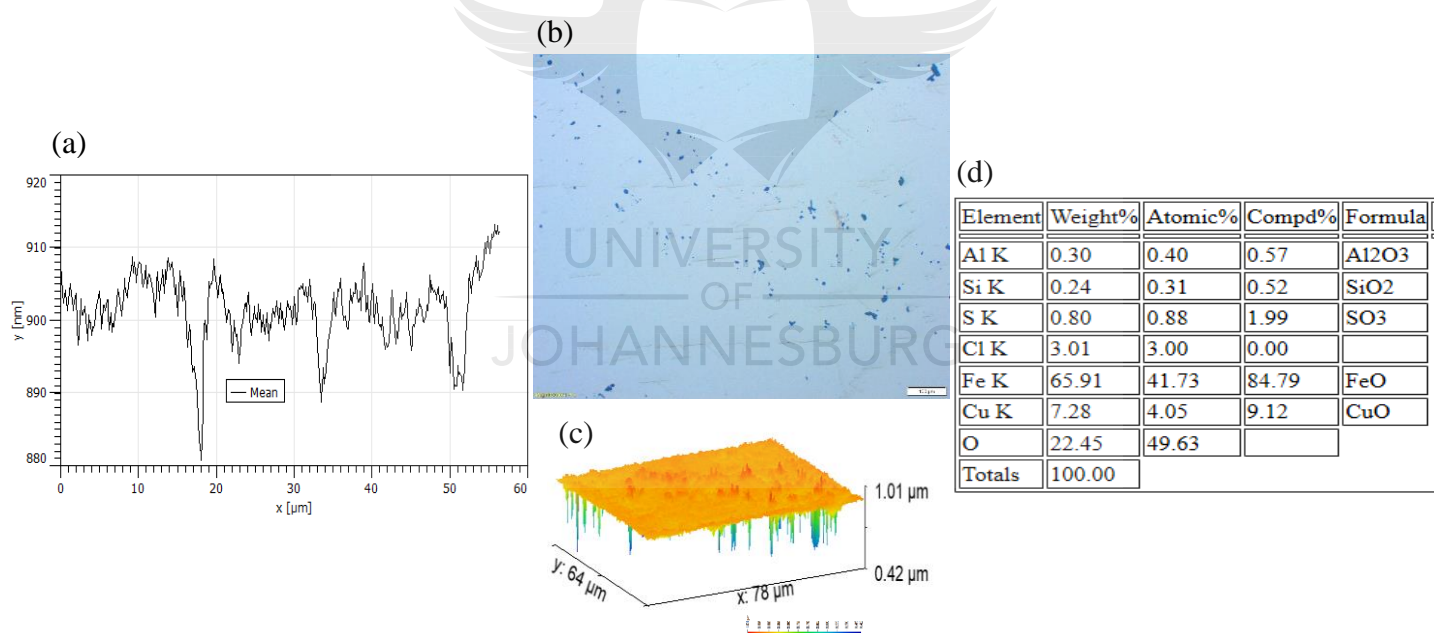 (b)
(a)
920
910
900
890
880
y [nm]
Mean
0 10 20 30 40 50 60
x [µm]
UNIVERSITY
OF
JOHANNESBURG
(c)
1.01 µm
0.42 µm
y: 64 µm
x: 78 µm
(d)
Element Weight% Atomic% Compd% Formula
Al K 0.30 0.40 0.57 Al2O3
Si K 0.24 0.31 0.52 SiO2
S K 0.80 0.88 1.99 SO3
Cl K 3.01 3.00 0.00
Fe K 65.91 41.73 84.79 FeO
Cu K 7.28 4.05 9.12 CuO
O 22.45 49.63
Totals 100.00